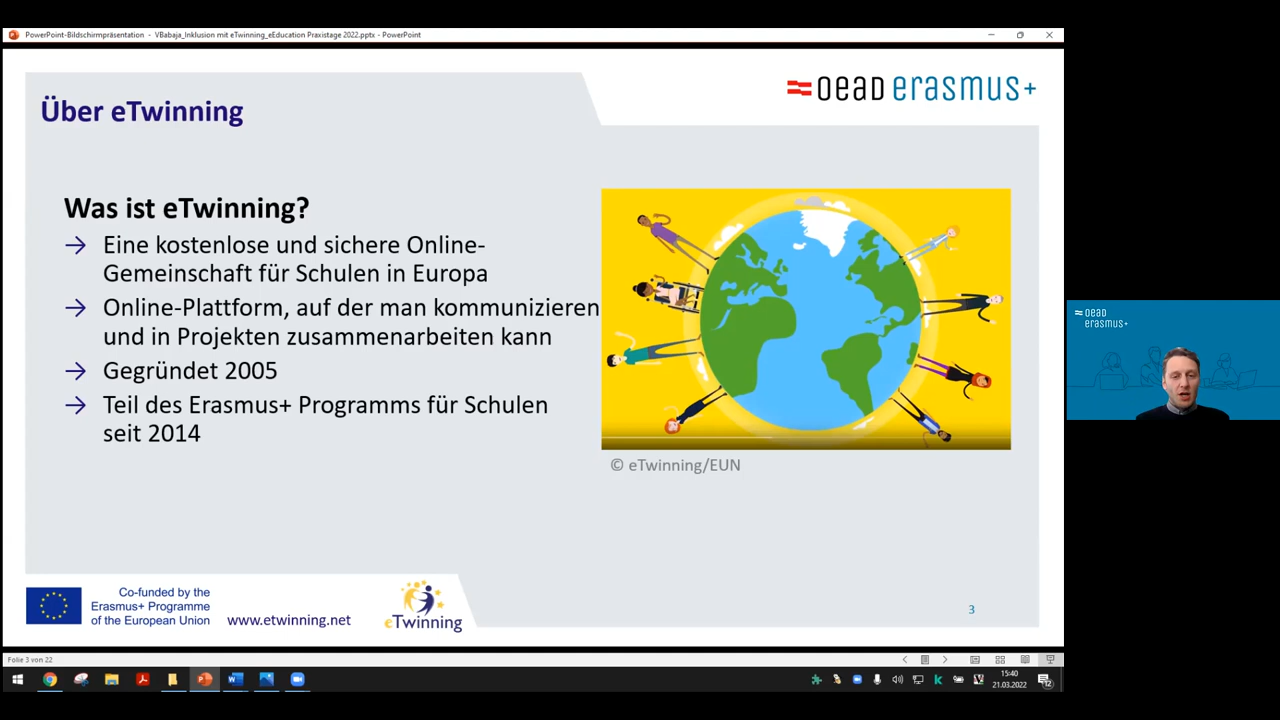 PowerPoint-Bildschirmpräsentation - VBabaja_Inklusion mit eTwinning_eEducation Praxistage 2022.pptx - PowerPoint
Über eTwinning
OEAD erasmus+
Was ist eTwinning?
→ Eine kostenlose und sichere Online-
Gemeinschaft für Schulen in Europa
→ Online-Plattform, auf der man kommunizieren
und in Projekten zusammenarbeiten kann
→ Gegründet 2005
→ Teil des Erasmus+ Programms für Schulen
seit 2014
© eTwinning/EUN
OEAD
erasmus+
Co-funded by the
Erasmus+ Programme
of the European Union
www.etwinning.net
eTwinning
3
Folie 3 von 22
15:40
21.03.2022
12